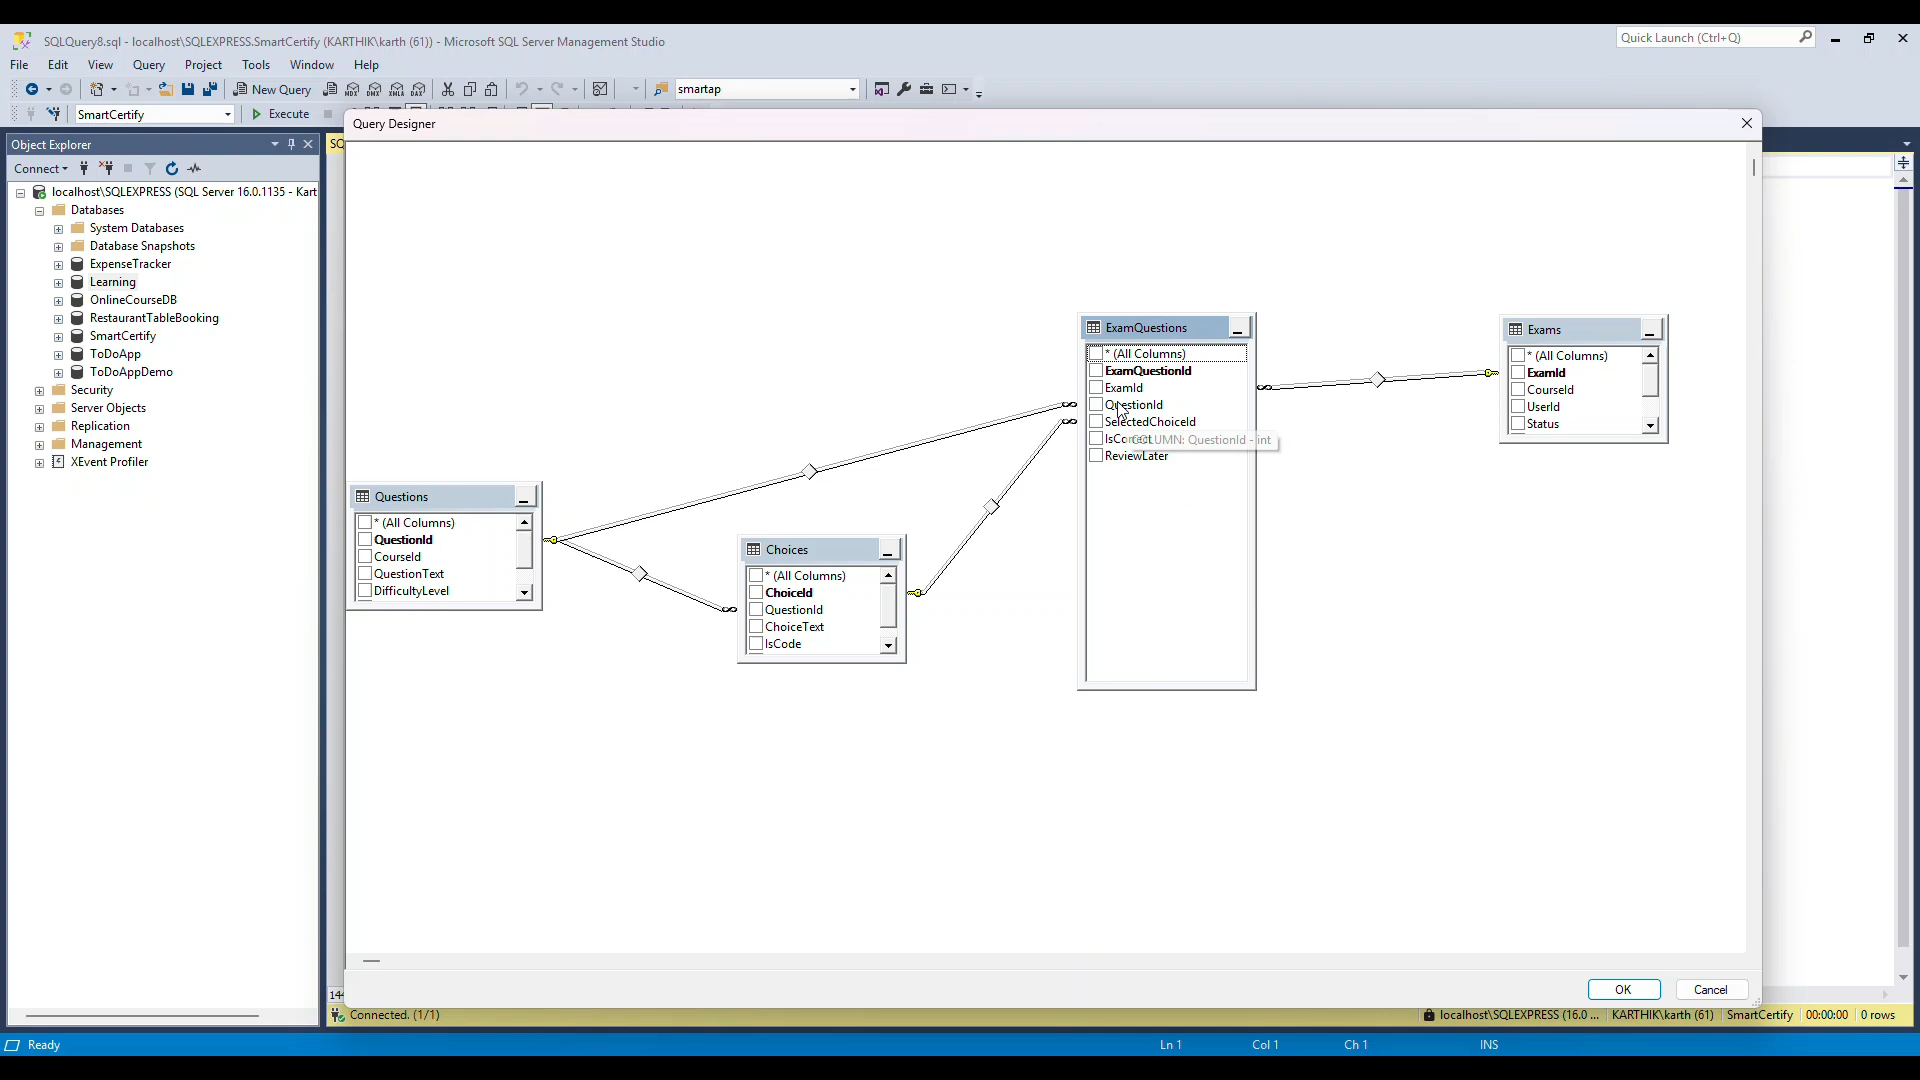 SQLQuery8.sql - localhost\SQLEXPRESS.SmartCertify (KARTHIK\karth (61)) - Microsoft SQL Server Management Studio
Quick Launch (Ctrl+Q)
File Edit View Query Project Tools Window Help
New Query
MDX DMX XMLA DAX
smartap
SmartCertify
Execute
Object Explorer
Query Designer
SQ
Connect
localhost\SQLEXPRESS (SQL Server 16.0.1135 - Kart
Databases
System Databases
Database Snapshots
ExpenseTracker
Learning
OnlineCourseDB
RestaurantTableBooking
SmartCertify
ToDoApp
ToDoAppDemo
Security
Server Objects
Replication
Management
XEvent Profiler
Questions
* (All Columns)
QuestionId
CourseId
QuestionText
DifficultyLevel
Choices
* (All Columns)
ChoiceId
QuestionId
ChoiceText
IsCode
ExamQuestions
* (All Columns)
ExamQuestionId
ExamId
QuestionId
SelectedChoiceId
COLUMN: QuestionId - int
ReviewLater
Exams
* (All Columns)
ExamId
CourseId
UserId
Status
OK
Cancel
144
Connected. (1/1)
localhost\SQLEXPRESS (16.0 ...
KARTHIK\karth (61)
SmartCertify
00:00:00
0 rows
Ready
Ln 1
Col 1
Ch 1
INS